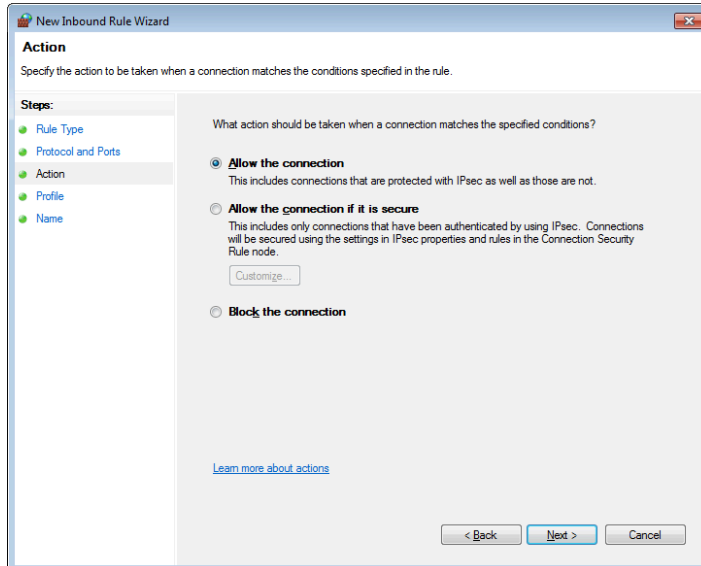 New Inbound Rule Wizard
Action
Specify the action to be taken when a connection matches the conditions specified in the rule.
Steps:
Rule Type
Protocol and Ports
Action
Profile
Name
What action should be taken when a connection matches the specified conditions?
Allow the connection
This includes connections that are protected with IPsec as well as those are not.
Allow the connection if it is secure
This includes only connections that have been authenticated by using IPsec. Connections
will be secured using the settings in IPsec properties and rules in the Connection Security
Rule node.
Customize...
Block the connection
Learn more about actions
< Back
Next >
Cancel